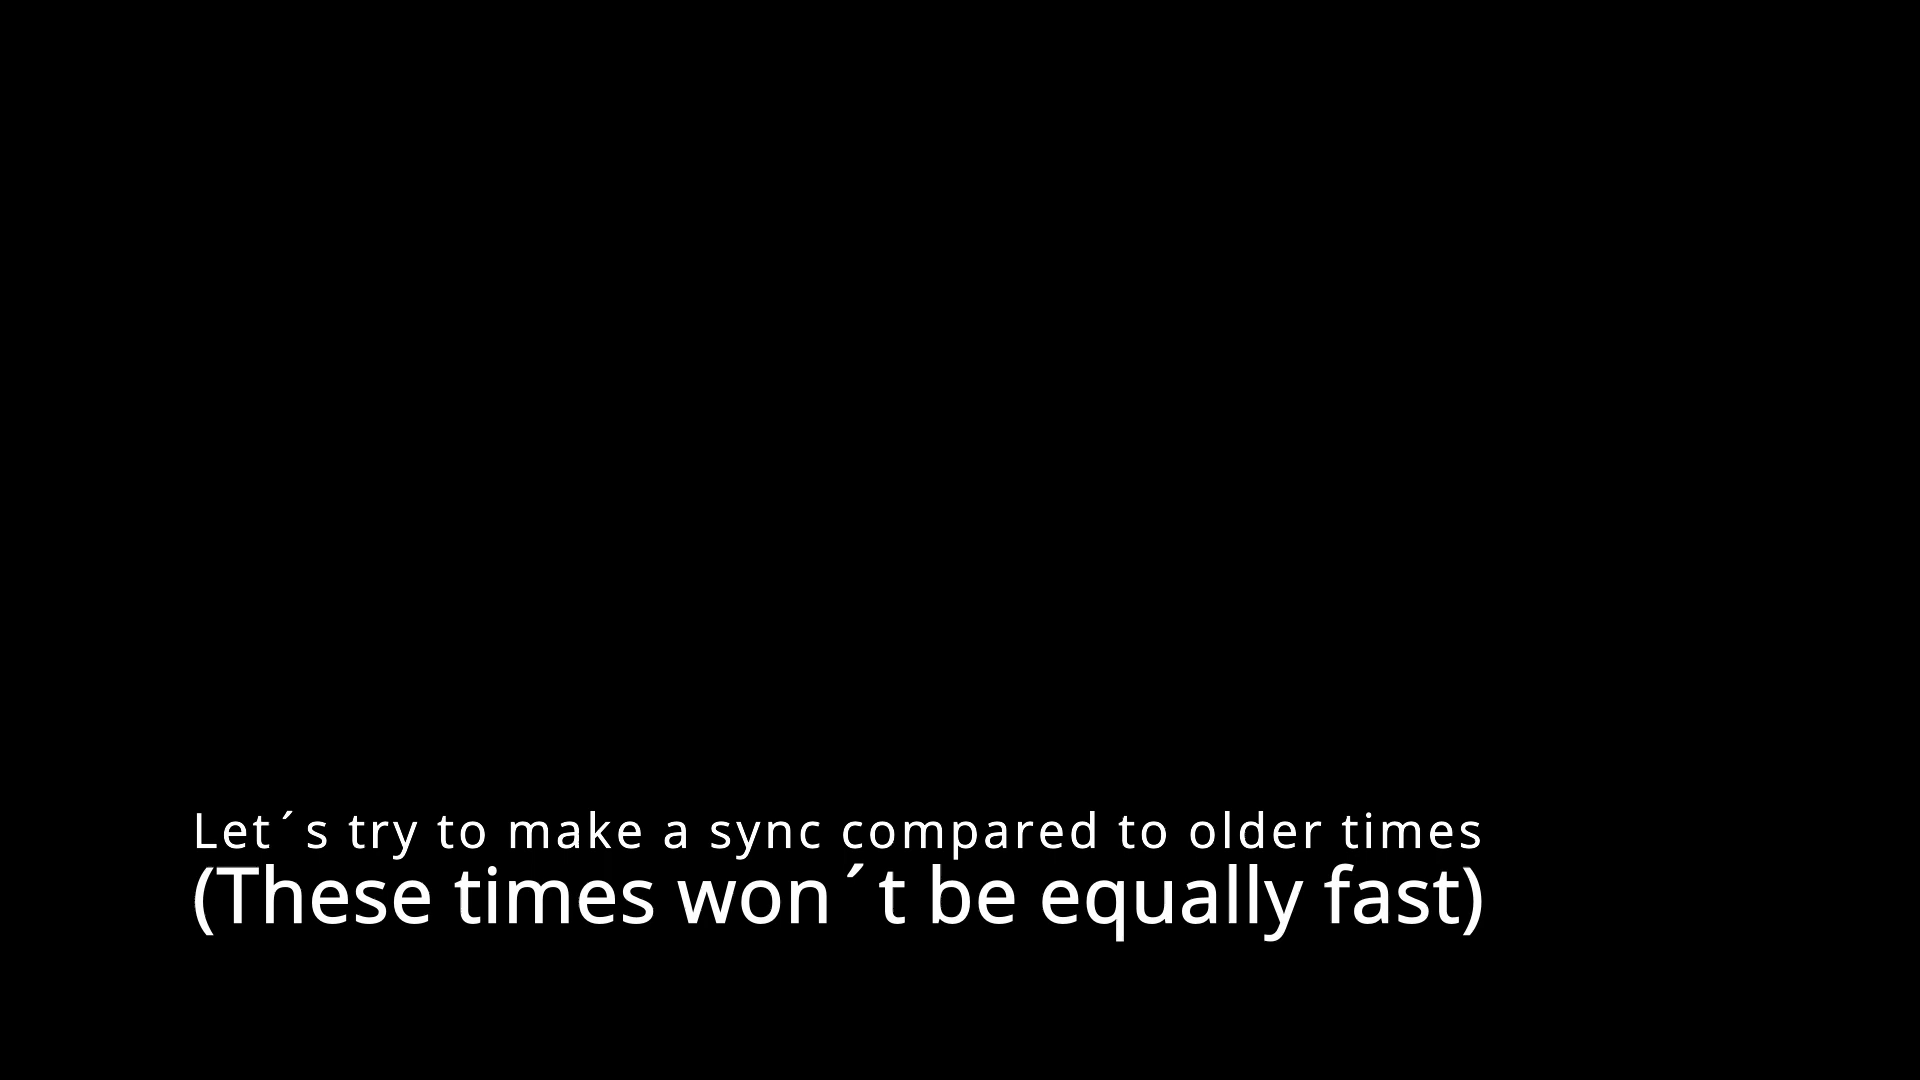 Let´s try to make a sync compared to older times
(These times won´t be equally fast)